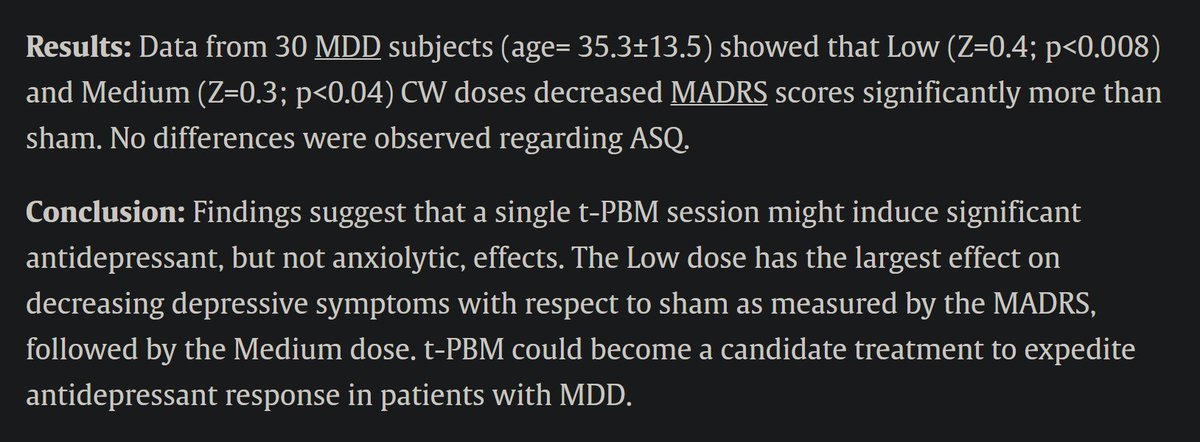 Results: Data from 30 MDD subjects (age= 35.3±13.5) showed that Low (Z=0.4; p<0.008)
and Medium (Z=0.3; p<0.04) CW doses decreased MADRS scores significantly more than
sham. No differences were observed regarding ASQ.
Conclusion: Findings suggest that a single t-PBM session might induce significant
antidepressant, but not anxiolytic, effects. The Low dose has the largest effect on
decreasing depressive symptoms with respect to sham as measured by the MADRS,
followed by the Medium dose. t-PBM could become a candidate treatment to expedite
antidepressant response in patients with MDD.